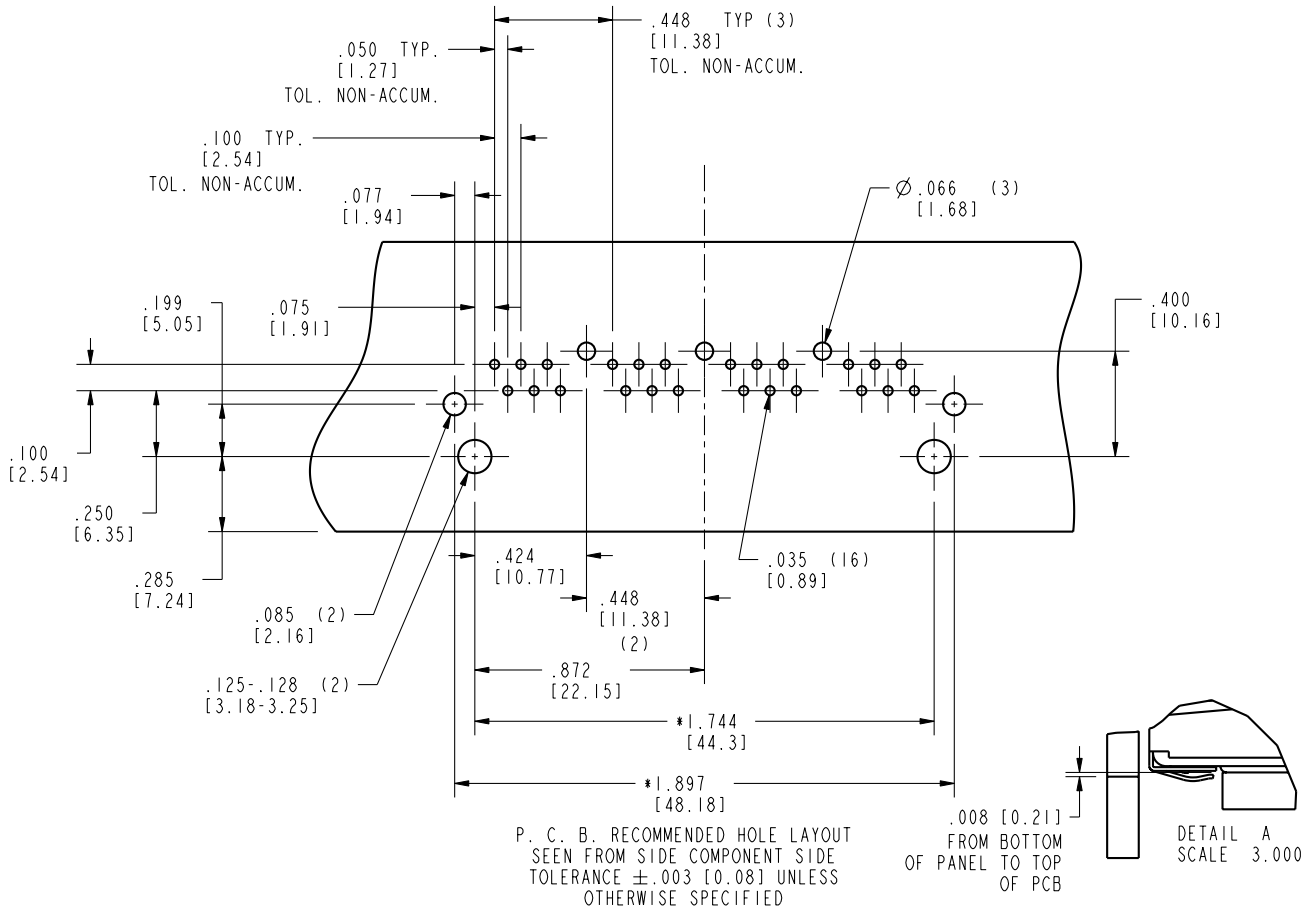 .448 TYP (3)
[11.38]
TOL. NON-ACCUM.
.050 TYP.
[1.27]
TOL. NON-ACCUM.
.100 TYP.
[2.54]
TOL. NON-ACCUM.
.077
[1.94]
Ø.066 (3)
[1.68]
.199
[5.05]
.075
[1.91]
.400
[10.16]
.100
[2.54]
.250
[6.35]
.285
[7.24]
.424
[10.77]
.035 (16)
[0.89]
.085 (2)
[2.16]
.448
[11.38]
(2)
.125-.128 (2)
[3.18-3.25]
.872
[22.15]
*1.744
[44.3]
*1.897
[48.18]
P. C. B. RECOMMENDED HOLE LAYOUT
SEEN FROM SIDE COMPONENT SIDE
TOLERANCE ±.003 [0.08] UNLESS
OTHERWISE SPECIFIED
.008 [0.21]
FROM BOTTOM
OF PANEL TO TOP
OF PCB
DETAIL A
SCALE 3.000